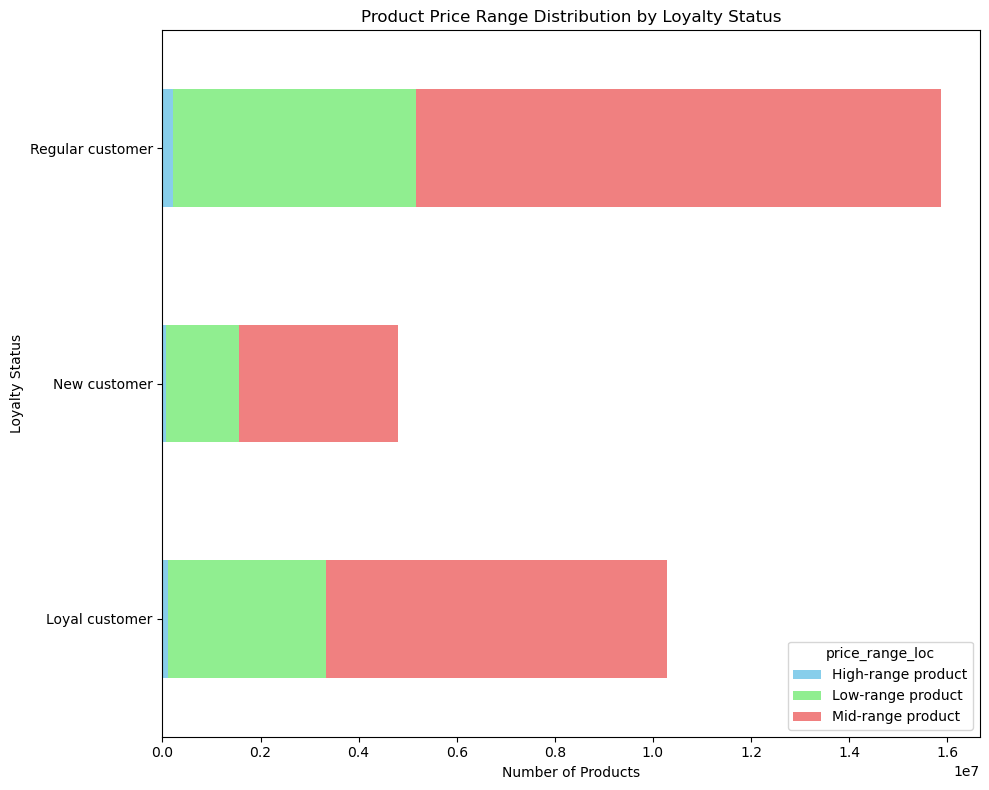 Product Price Range Distribution by Loyalty Status
Regular customer
New customer
Loyal customer
Loyalty Status
price_range_loc
High-range product
Low-range product
Mid-range product
0.0 0.2 0.4 0.6 0.8 1.0 1.2 1.4 1.6
1e7
Number of Products